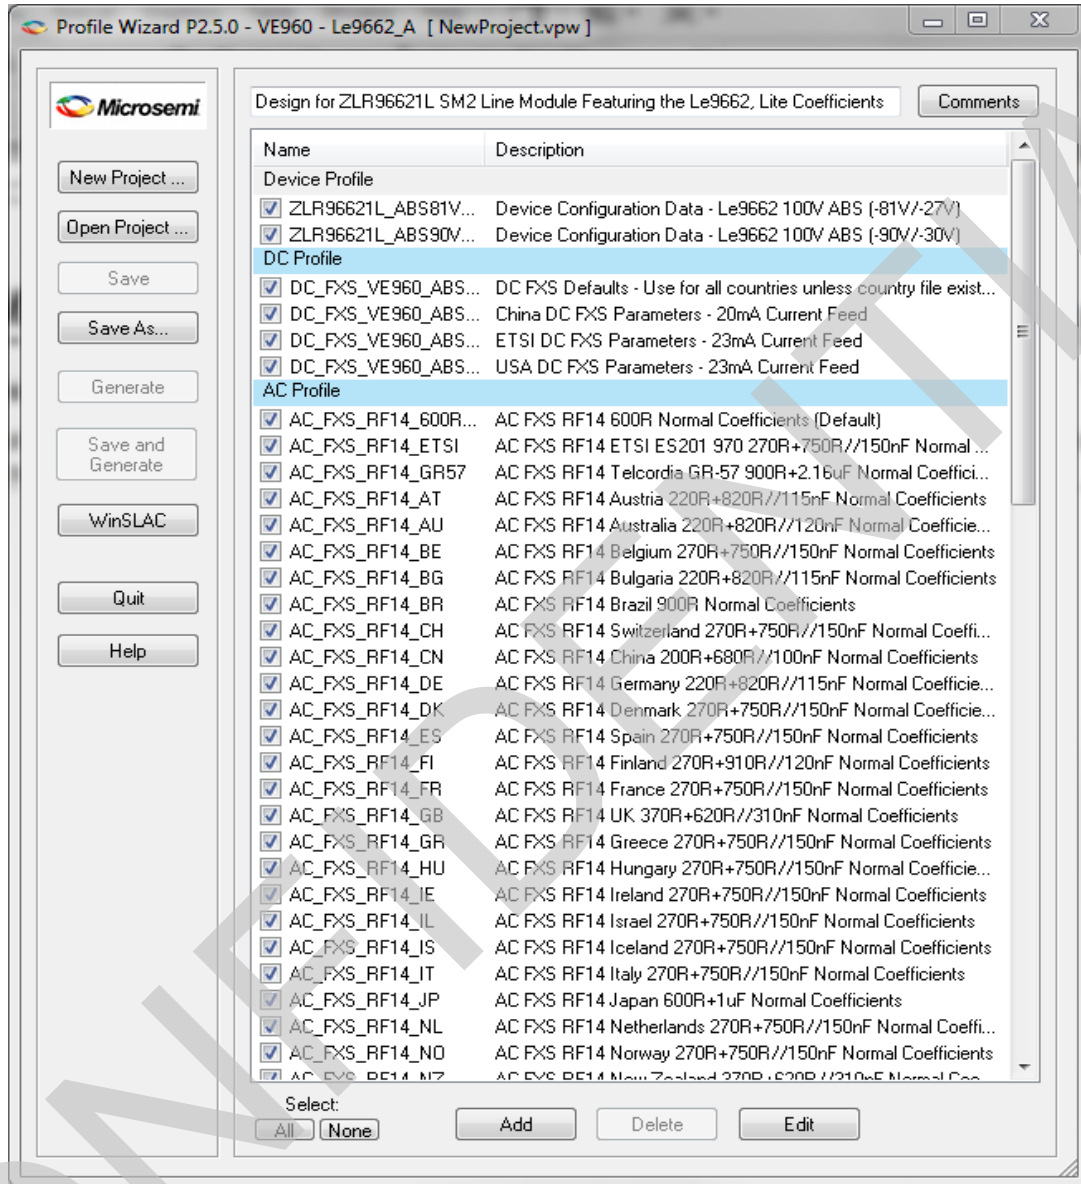 Profile Wizard P2.5.0 - VE960 - Le9662_A [ NewProject.vpw ]
Microsemi
New Project ...
Open Project ...
Save
Save As...
Generate
Save and
Generate
WinSLAC
Quit
Help
Design for ZLR96621L SM2 Line Module Featuring the Le9662, Lite Coefficients
Comments
Name Description
Device Profile
ZLR96621L_ABS81V... Device Configuration Data - Le9662 100V ABS (-81V/-27V)
ZLR96621L_ABS90V... Device Configuration Data - Le9662 100V ABS (-90V/-30V)
DC Profile
DC_FXS_VE960_ABS... DC FXS Defaults - Use for all countries unless country file exist...
DC_FXS_VE960_ABS... China DC FXS Parameters - 20mA Current Feed
DC_FXS_VE960_ABS... ETSI DC FXS Parameters - 23mA Current Feed
DC_FXS_VE960_ABS... USA DC FXS Parameters - 23mA Current Feed
AC Profile
AC_FXS_RF14_600R... AC FXS RF14 600R Normal Coefficients (Default)
AC_FXS_RF14_ETSI AC FXS RF14 ETSI ES201 970 270R+750R//150nF Normal ...
AC_FXS_RF14_GR57 AC FXS RF14 Telcordia GR-57 900R+2.16uF Normal Coeffici...
AC_FXS_RF14_AT AC FXS RF14 Austria 220R+820R//115nF Normal Coefficients
AC_FXS_RF14_AU AC FXS RF14 Australia 220R+820R//120nF Normal Coefficie...
AC_FXS_RF14_BE AC FXS RF14 Belgium 270R+750R//150nF Normal Coefficients
AC_FXS_RF14_BG AC FXS RF14 Bulgaria 220R+820R//115nF Normal Coefficients
AC_FXS_RF14_BR AC FXS RF14 Brazil 900R Normal Coefficients
AC_FXS_RF14_CH AC FXS RF14 Switzerland 270R+750R//150nF Normal Coeffi...
AC_FXS_RF14_CN AC FXS RF14 China 200R+680R//100nF Normal Coefficients
AC_FXS_RF14_DE AC FXS RF14 Germany 220R+820R//115nF Normal Coefficie...
AC_FXS_RF14_DK AC FXS RF14 Denmark 270R+750R//150nF Normal Coefficie...
AC_FXS_RF14_ES AC FXS RF14 Spain 270R+750R//150nF Normal Coefficients
AC_FXS_RF14_FI AC FXS RF14 Finland 270R+910R//120nF Normal Coefficients
AC_FXS_RF14_FR AC FXS RF14 France 270R+750R//150nF Normal Coefficients
AC_FXS_RF14_GB AC FXS RF14 UK 370R+620R//310nF Normal Coefficients
AC_FXS_RF14_GR AC FXS RF14 Greece 270R+750R//150nF Normal Coefficients
AC_FXS_RF14_HU AC FXS RF14 Hungary 270R+750R//150nF Normal Coefficie...
AC_FXS_RF14_IE AC FXS RF14 Ireland 270R+750R//150nF Normal Coefficients
AC_FXS_RF14_IL AC FXS RF14 Israel 270R+750R//150nF Normal Coefficients
AC_FXS_RF14_IS AC FXS RF14 Iceland 270R+750R//150nF Normal Coefficients
AC_FXS_RF14_IT AC FXS RF14 Italy 270R+750R//150nF Normal Coefficients
AC_FXS_RF14_JP AC FXS RF14 Japan 600R+1uF Normal Coefficients
AC_FXS_RF14_NL AC FXS RF14 Netherlands 270R+750R//150nF Normal Coeffi...
AC_FXS_RF14_NO AC FXS RF14 Norway 270R+750R//150nF Normal Coefficients
AC_FXS_RF14_NZ AC FXS RF14 New Zealand 370R+620R//310nF Normal Coe...
Select:
All None Add Delete Edit
NFIDENTI